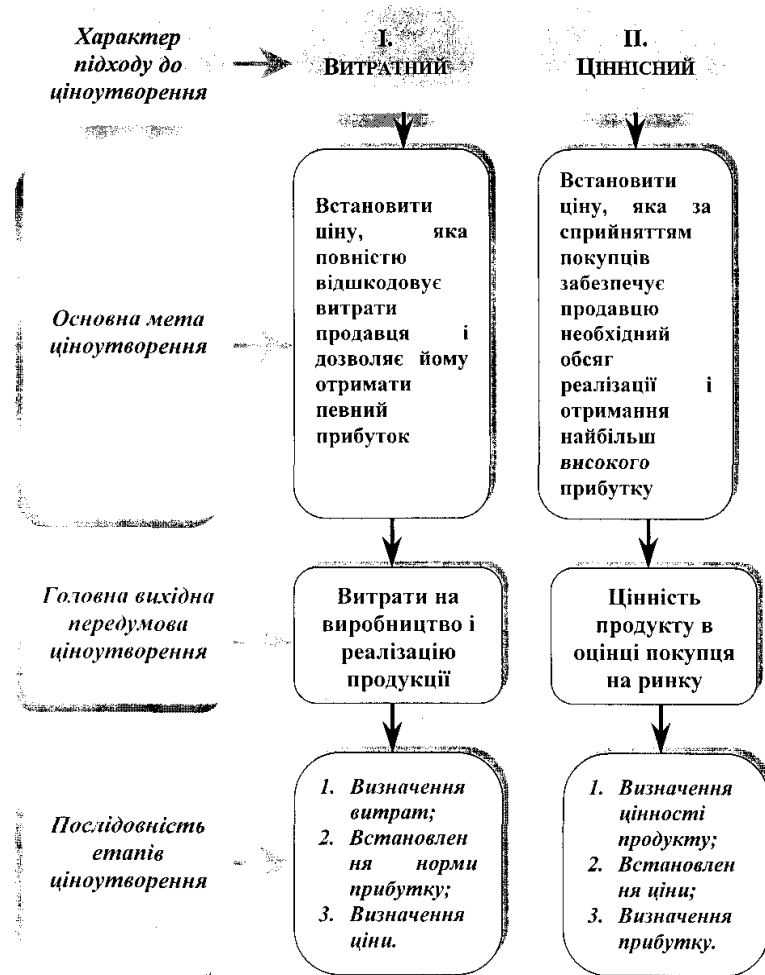 Характер
підходу до
ціноутворення
I.
ВИТРАТНИЙ
II.
ЦІННІСНИЙ
Основна мета
ціноутворення
Встановити
ціну, яка
повністю
відшкодовує
витрати
продавця і
дозволяє йому
отримати
певний
прибуток
Встановити
ціну, яка за
сприйняттям
покупців
забезпечує
продавцю
необхідний
обсяг
реалізації і
отримання
найбільш
високого
прибутку
Головна вихідна
передумова
ціноутворення
Витрати на
виробництво і
реалізацію
продукції
Цінність
продукту в
оцінці покупця
на ринку
Послідовність
етапів
ціноутворення
1. Визначення
витрат;
2. Встановлен
ня норми
прибутку;
3. Визначення
ціни.
1. Визначення
цінності
продукту;
2. Встановлен
ня ціни;
3. Визначення
прибутку.